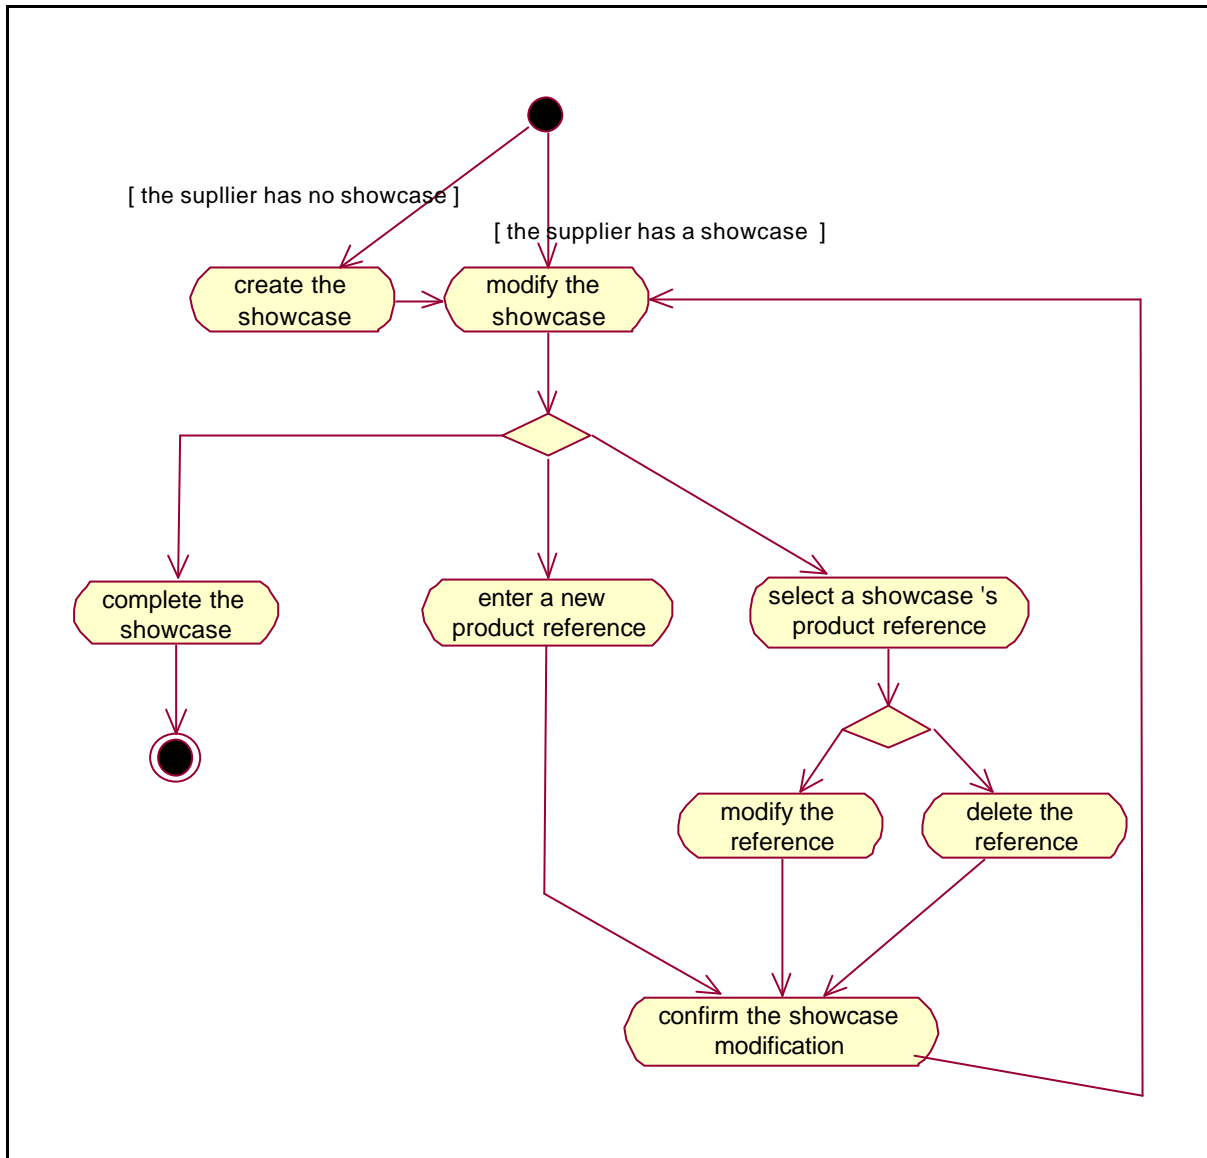 [ the supllier has no showcase ]
[ the supplier has a showcase ]
create the
showcase
modify the
showcase
complete the
showcase
enter a new
product reference
select a showcase 's
product reference
modify the
reference
delete the
reference
confirm the showcase
modification